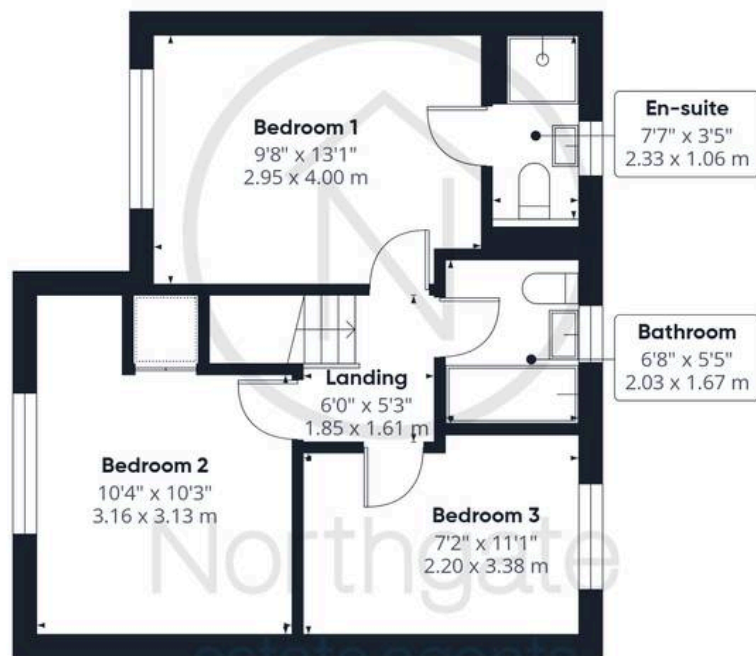 Bedroom 1
9'8" x 13'1"
2.95 x 4.00 m
En-suite
7'7" x 3'5"
2.33 x 1.06 m
Bathroom
6'8" x 5'5"
2.03 x 1.67 m
Landing
6'0" x 5'3"
1.85 x 1.61 m
Bedroom 2
10'4" x 10'3"
3.16 x 3.13 m
Bedroom 3
7'2" x 11'1"
2.20 x 3.38 m
Northgate
estate agents